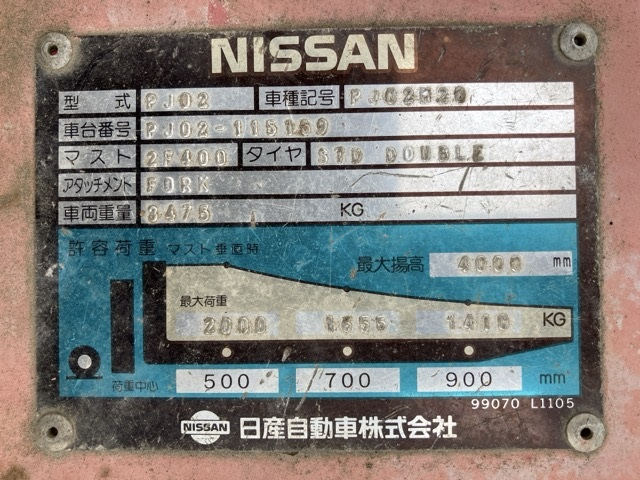 NISSAN
型式 PJ02 車種記号 PJ02M20
車台番号 PJ02-115169
マスト 2F400 タイヤ STD DOUBLE
アタッチメント FORK
車両重量 3475 KG
許容荷重 マスト垂直時
最大揚高 4000 mm
最大荷重
2000 1410 KG
荷重中心 500 700 900 mm
99070 L1105
NISSAN 日産自動車株式会社